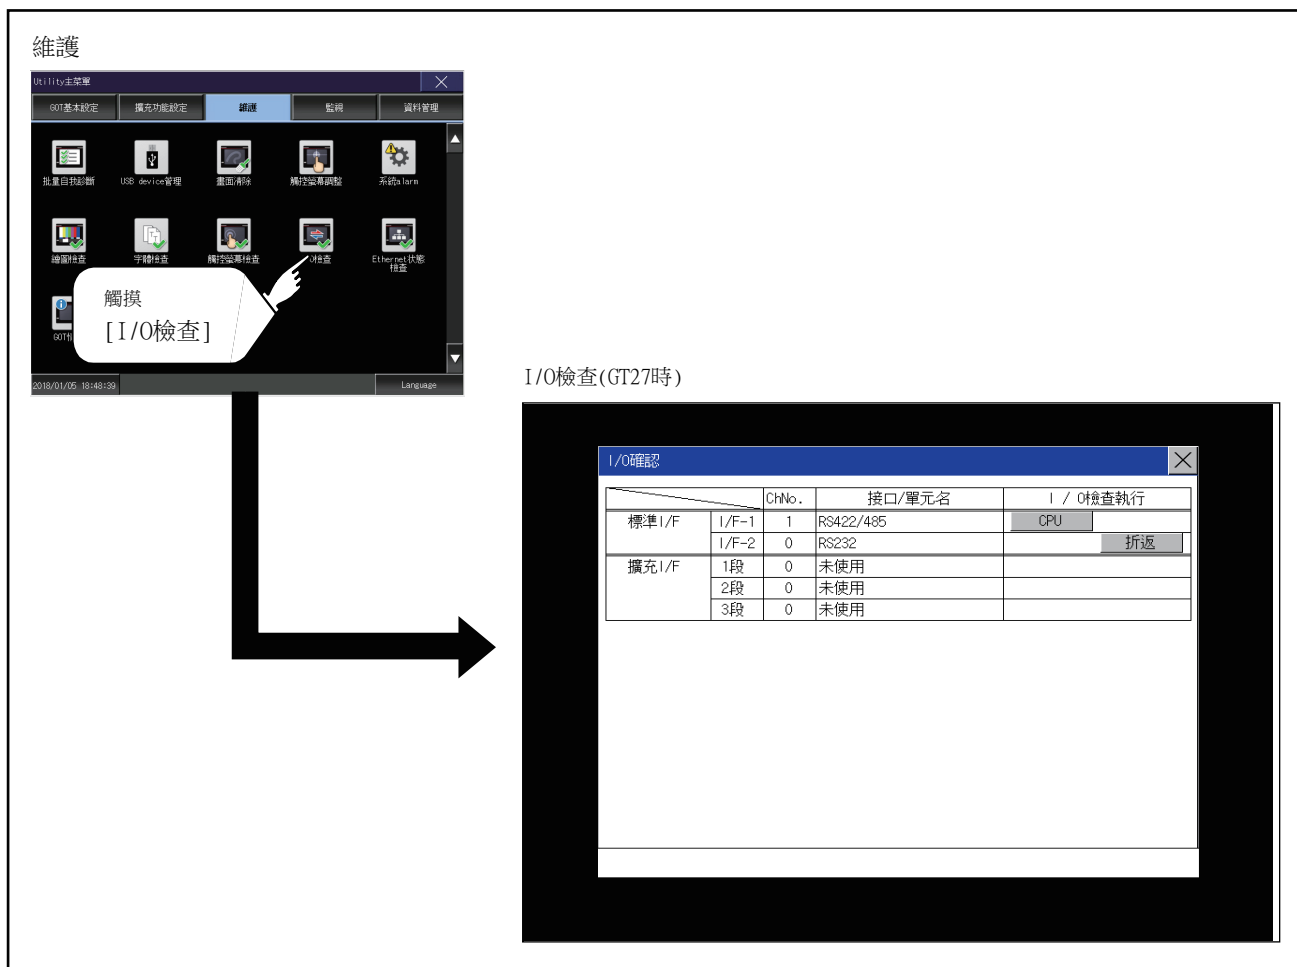 維護
Utility主菜單
GOT基本設定 擴充功能設定 維護 監視 資料管理
批量自我診斷 USB device管理 畫面清除 觸控螢幕調整 系統alarm
繪圖檢查 字體檢查 觸控螢幕檢查 O檢查 Ethernet狀態
檢查
觸摸
[I/O檢查]
GOT
2018/01/05 18:48:39 Language
I/O檢查(GT27時)
I/O確認
ChNo. 接口/單元名 I / O檢查執行
標準I/F I/F-1 1 RS422/485 CPU
I/F-2 0 RS232 折返
擴充I/F 1段 0 未使用
2段 0 未使用
3段 0 未使用